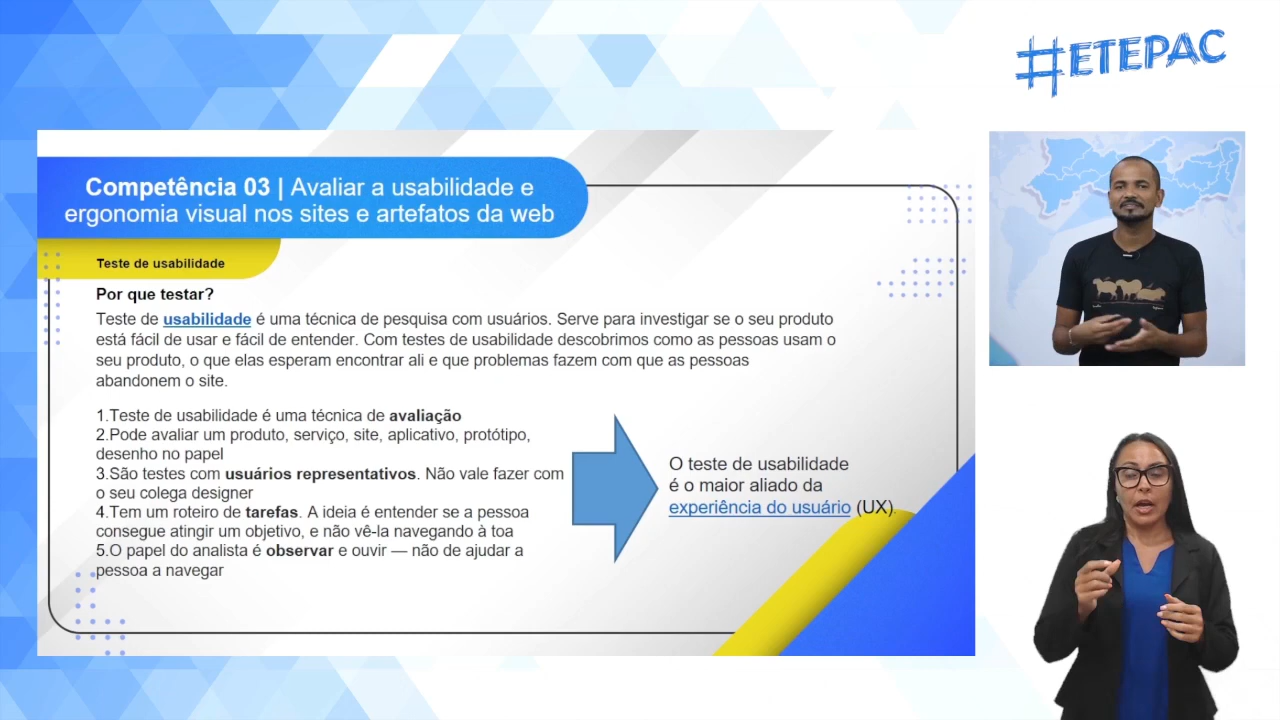 #ETEPAC
Competência 03 | Avaliar a usabilidade e
ergonomia visual nos sites e artefatos da web
Teste de usabilidade
Por que testar?
Teste de usabilidade é uma técnica de pesquisa com usuários. Serve para investigar se o seu produto
está fácil de usar e fácil de entender. Com testes de usabilidade descobrimos como as pessoas usam o
seu produto, o que elas esperam encontrar ali e que problemas fazem com que as pessoas
abandonem o site.
1.Teste de usabilidade é uma técnica de avaliação
2.Pode avaliar um produto, serviço, site, aplicativo, protótipo,
desenho no papel
3.São testes com usuários representativos. Não vale fazer com
o seu colega designer
4.Tem um roteiro de tarefas. A ideia é entender se a pessoa
consegue atingir um objetivo, e não vê-la navegando à toa
5.O papel do analista é observar e ouvir — não de ajudar a
pessoa a navegar
O teste de usabilidade
é o maior aliado da
experiência do usuário (UX).